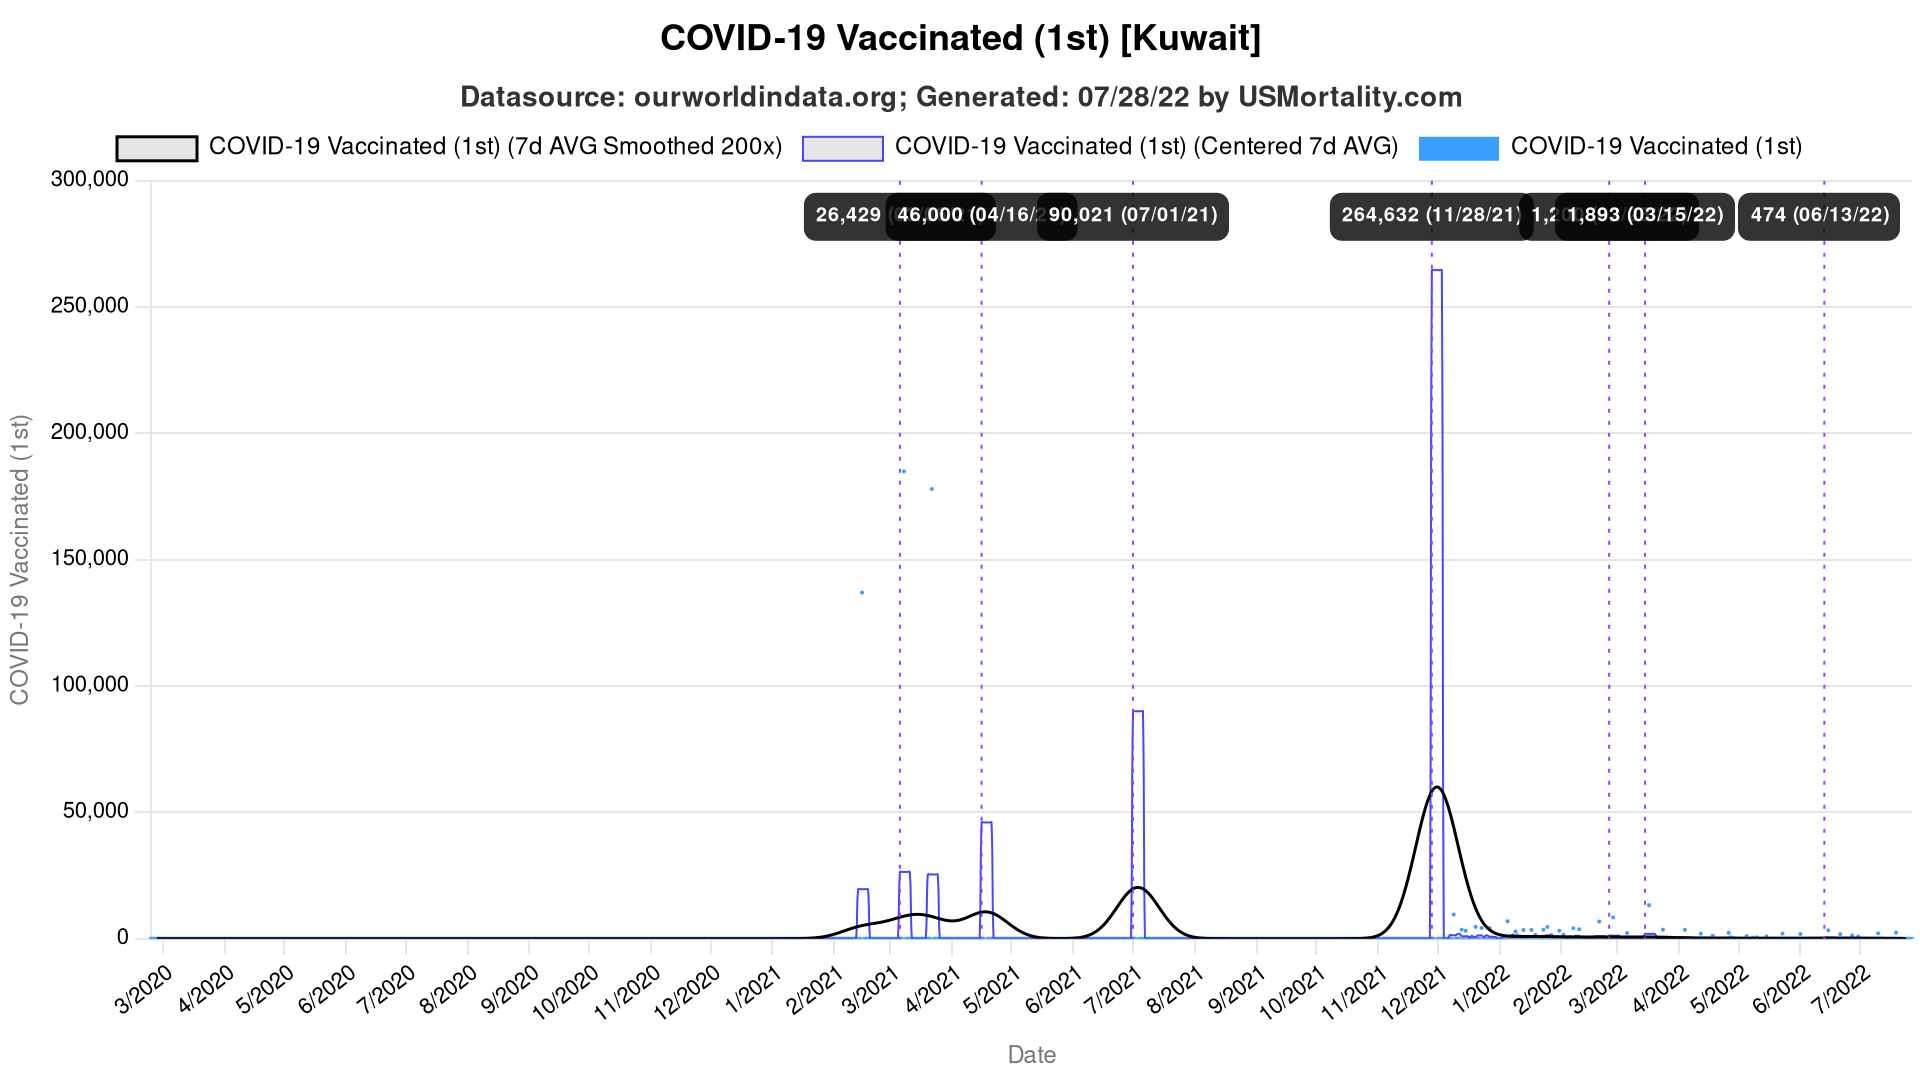 COVID-19 Vaccinated (1st) [Kuwait]
Datasource: ourworldindata.org; Generated: 07/28/22 by USMortality.com
COVID-19 Vaccinated (1st) (7d AVG Smoothed 200x) COVID-19 Vaccinated (1st) (Centered 7d AVG) COVID-19 Vaccinated (1st)
26,429 46,000 (04/16/2 90,021 (07/01/21) 264,632 (11/28/21) 1,893 (03/15/22) 474 (06/13/22)
300,000
250,000
200,000
150,000
100,000
50,000
0
COVID-19 Vaccinated (1st)
3/2020 4/2020 5/2020 6/2020 7/2020 8/2020 9/2020 10/2020 11/2020 12/2020 1/2021 2/2021 3/2021 4/2021 5/2021 6/2021 7/2021 8/2021 9/2021 10/2021 11/2021 12/2021 1/2022 2/2022 3/2022 4/2022 5/2022 6/2022 7/2022
Date